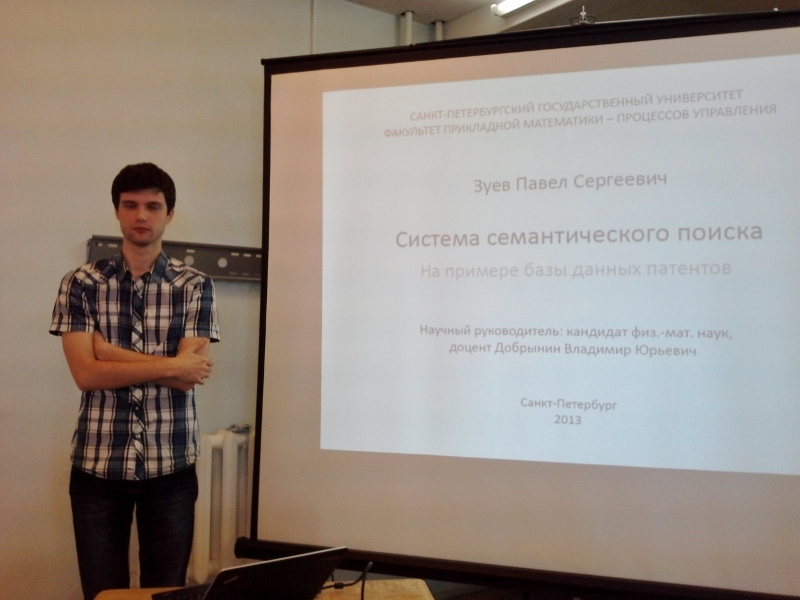 САНКТ-ПЕТЕРБУРГСКИЙ ГОСУДАРСТВЕННЫЙ УНИВЕРСИТЕТ
ФАКУЛЬТЕТ ПРИКЛАДНОЙ МАТЕМАТИКИ – ПРОЦЕССОВ УПРАВЛЕНИЯ
Зуев Павел Сергеевич
Система семантического поиска
На примере базы данных патентов
Научный руководитель: кандидат физ.-мат. наук,
доцент Добрынин Владимир Юрьевич
Санкт-Петербург
2013